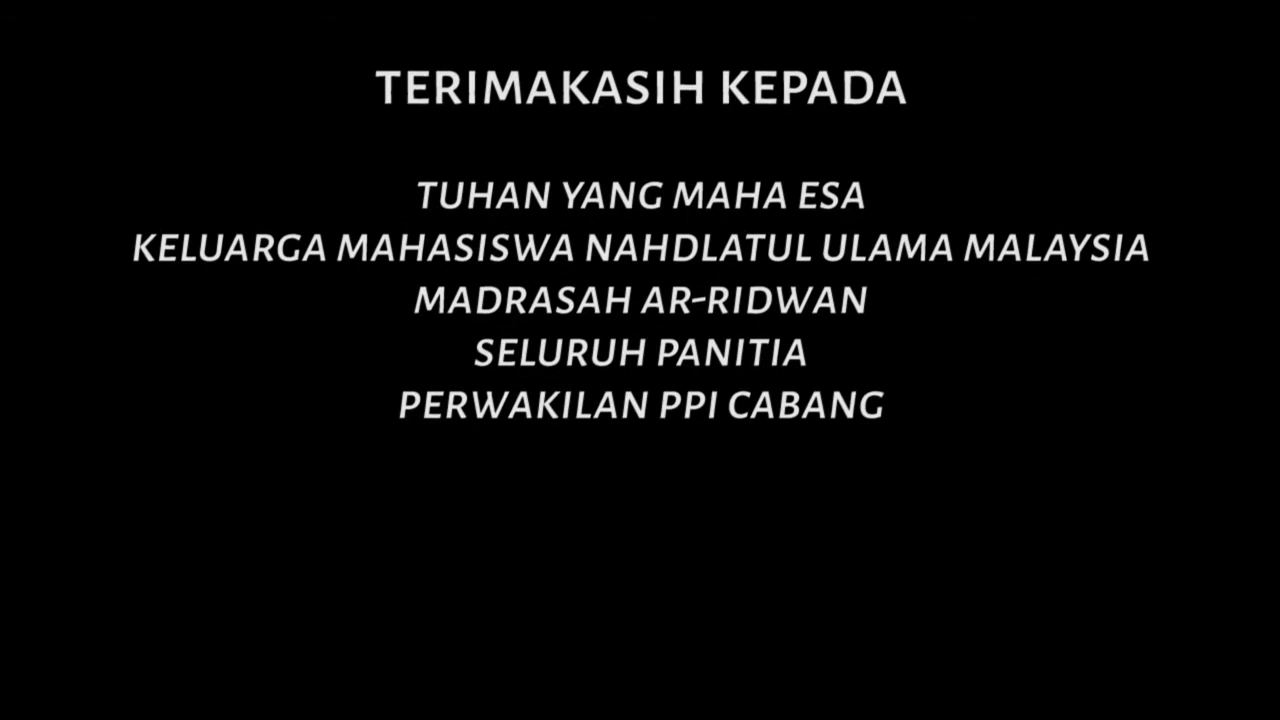 TERIMAKASIH KEPADA
TUHAN YANG MAHA ESA
KELUARGA MAHASISWA NAHDLATUL ULAMA MALAYSIA
MADRASAH AR-RIDWAN
SELURUH PANITIA
PERWAKILAN PPI CABANG